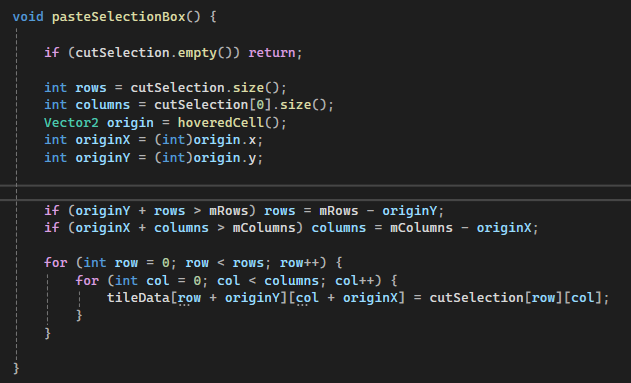 void pasteSelectionBox() {
if (cutSelection.empty()) return;
int rows = cutSelection.size();
int columns = cutSelection[0].size();
Vector2 origin = hoveredCell();
int originX = (int)origin.x;
int originY = (int)origin.y;
if (originY + rows > mRows) rows = mRows - originY;
if (originX + columns > mColumns) columns = mColumns - originX;
for (int row = 0; row < rows; row++) {
for (int col = 0; col < columns; col++) {
tileData[row + originY][col + originX] = cutSelection[row][col];
}
}
}